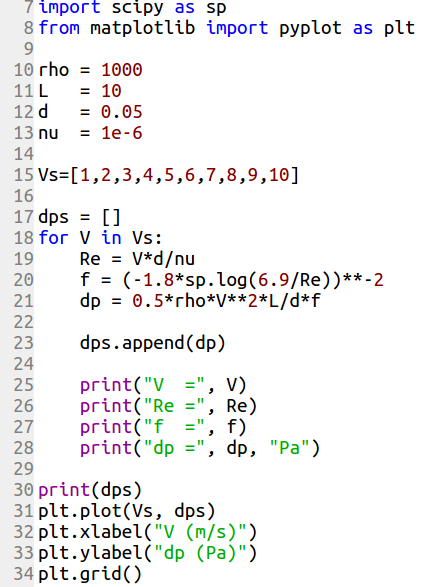 7 import scipy as sp
8 from matplotlib import pyplot as plt
9
10 rho = 1000
11 L   = 10
12 d   = 0.05
13 nu  = 1e-6
14
15 Vs=[1,2,3,4,5,6,7,8,9,10]
16
17 dps = []
18 for V in Vs:
19     Re = V*d/nu
20     f = (-1.8*sp.log(6.9/Re))**-2
21     dp = 0.5*rho*V**2*L/d*f
22
23     dps.append(dp)
24
25     print("V  =", V)
26     print("Re =", Re)
27     print("f  =", f)
28     print("dp =", dp, "Pa")
29
30 print(dps)
31 plt.plot(Vs, dps)
32 plt.xlabel("V (m/s)")
33 plt.ylabel("dp (Pa)")
34 plt.grid()